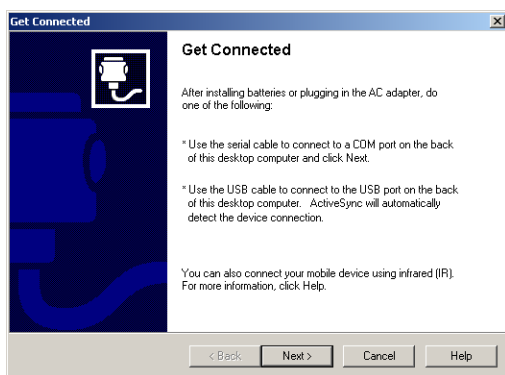 Get Connected
Get Connected
After installing batteries or plugging in the AC adapter, do
one of the following:
* Use the serial cable to connect to a COM port on the back
of this desktop computer and click Next.
* Use the USB cable to connect to the USB port on the back
of this desktop computer. ActiveSync will automatically
detect the device connection.
You can also connect your mobile device using infrared (IR).
For more information, click Help.
< Back Next > Cancel Help